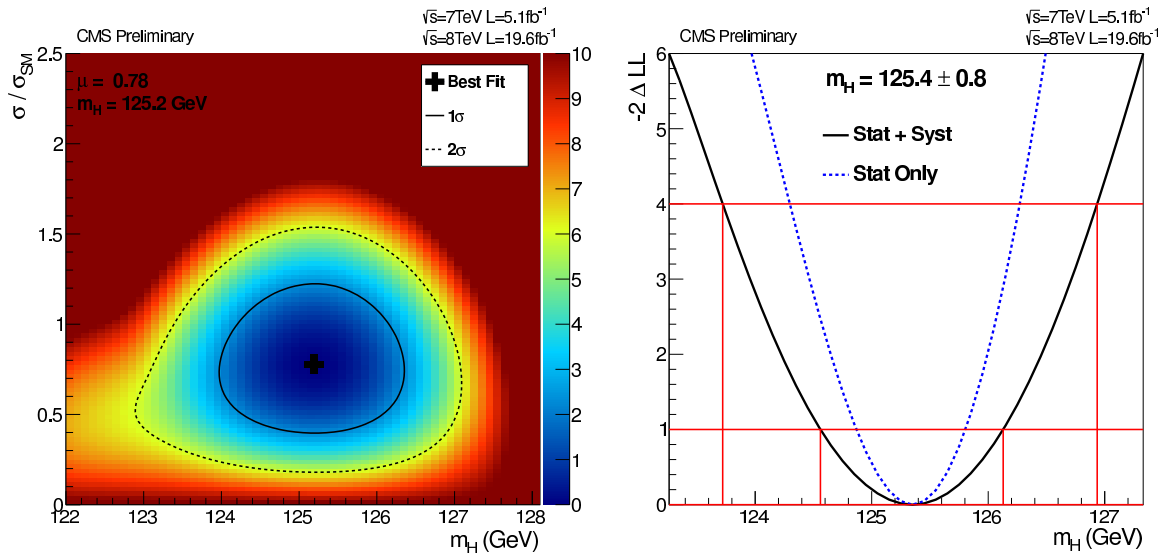 √s=7TeV L=5.1fb⁻¹
CMS Preliminary
√s=8TeV L=19.6fb⁻¹
σ / σSM
2.5
2
1.5
1
0.5
0
μ = 0.78
mH = 125.2 GeV
Best Fit
1σ
2σ
10
9
8
7
6
5
4
3
2
1
0
122
123
124
125
126
127
128
mH (GeV)
√s=7TeV L=5.1fb⁻¹
CMS Preliminary
√s=8TeV L=19.6fb⁻¹
-2 Δ LL
6
5
4
3
2
1
0
mH = 125.4 ± 0.8
Stat + Syst
Stat Only
124
125
126
127
mH (GeV)